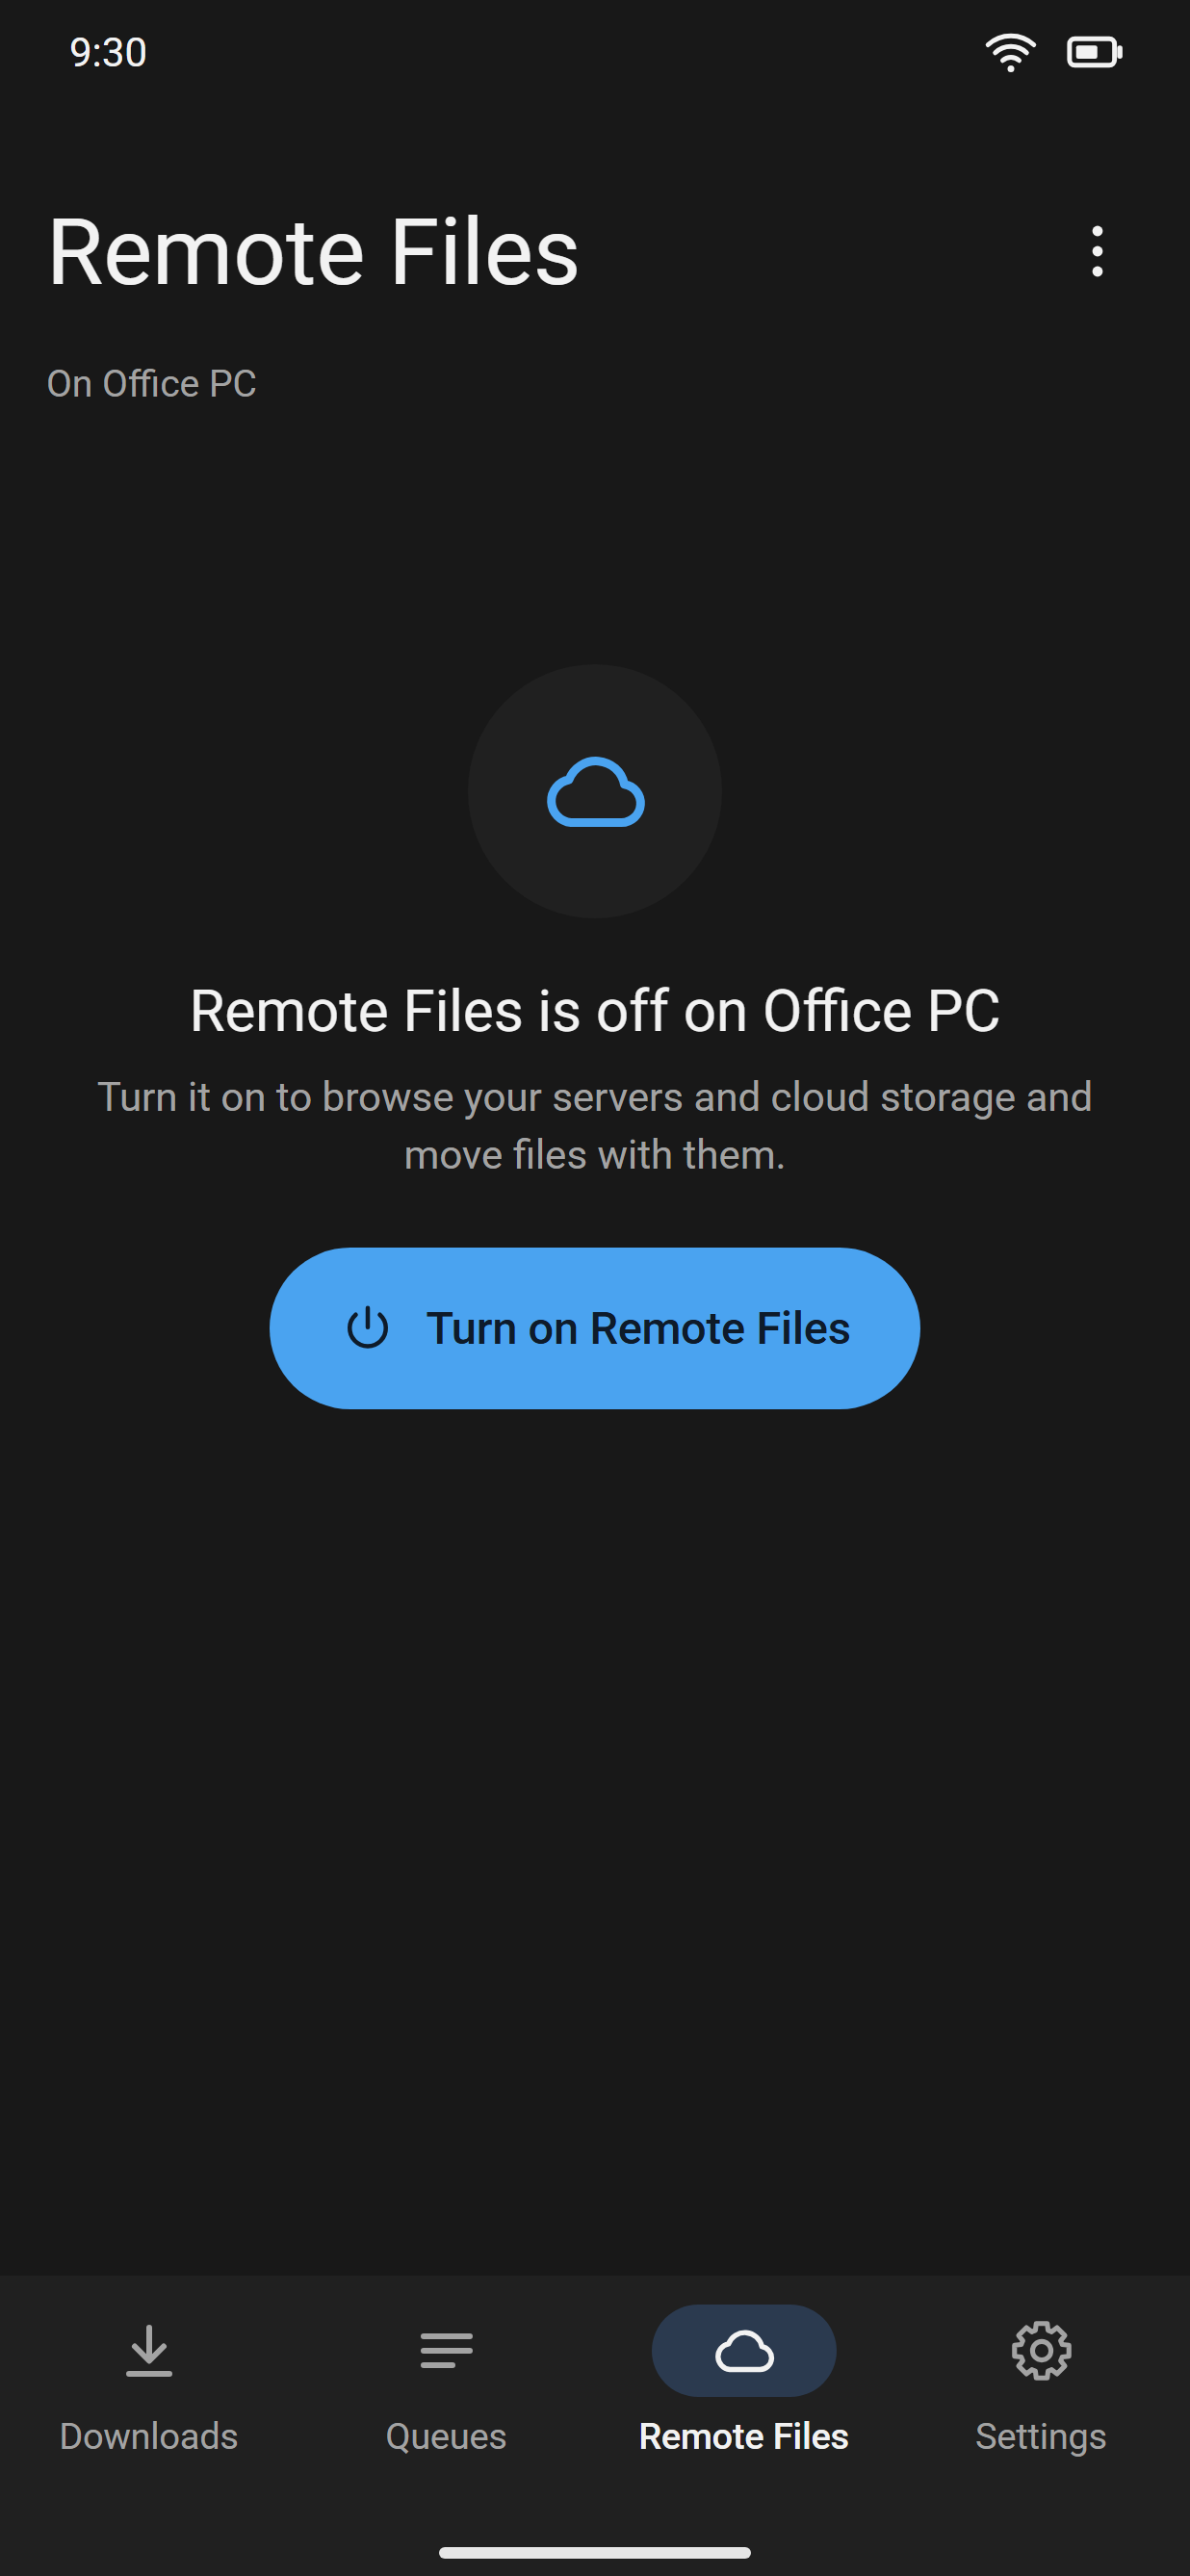 9:30
Remote Files
On Office PC
Remote Files is off on Office PC
Turn it on to browse your servers and cloud storage and
move files with them.
Turn on Remote Files
Downloads
Queues
Remote Files
Settings